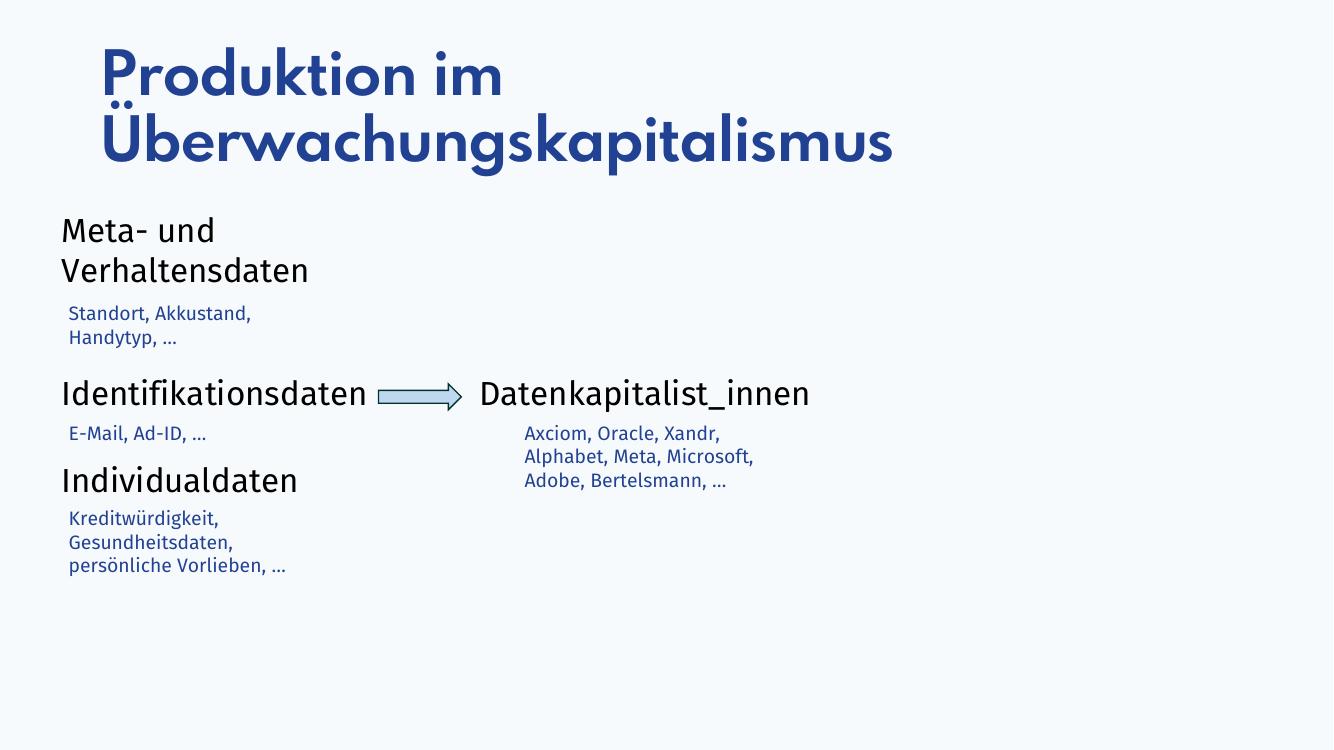 Produktion im
Überwachungskapitalismus
Meta- und
Verhaltensdaten
Standort, Akkustand,
Handytyp, ...
Identifikationsdaten
E-Mail, Ad-ID, ...
Individualdaten
Kreditwürdigkeit,
Gesundheitsdaten,
persönliche Vorlieben, ...
Datenkapitalist_innen
Axciom, Oracle, Xandr,
Alphabet, Meta, Microsoft,
Adobe, Bertelsmann, ...